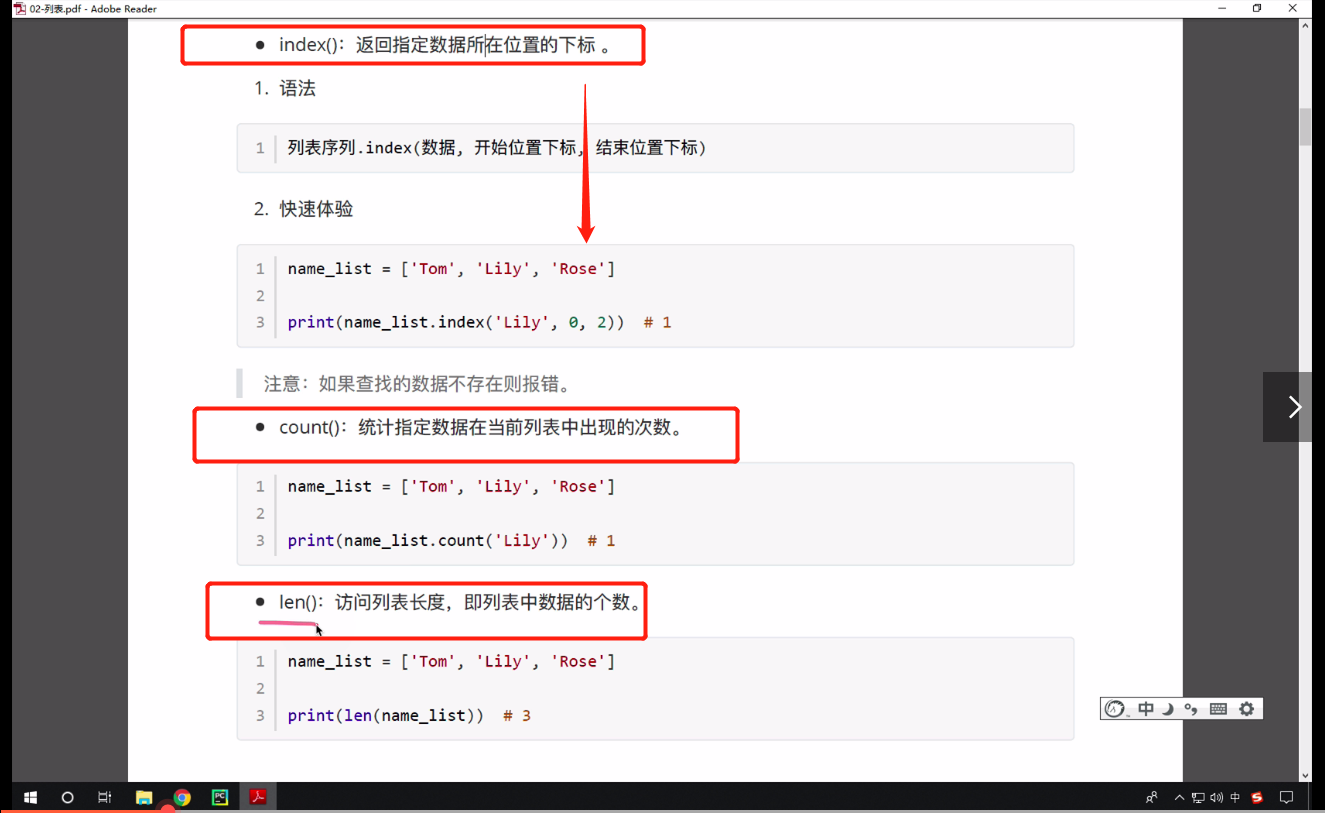 02-列表.pdf - Adobe Reader
• index()：返回指定数据所在位置的下标 。
1. 语法
1 列表序列.index(数据, 开始位置下标, 结束位置下标)
2. 快速体验
1 name_list = ['Tom', 'Lily', 'Rose']
2
3 print(name_list.index('Lily', 0, 2))  # 1
注意：如果查找的数据不存在则报错。
• count()：统计指定数据在当前列表中出现的次数。
1 name_list = ['Tom', 'Lily', 'Rose']
2
3 print(name_list.count('Lily'))  # 1
• len()：访问列表长度，即列表中数据的个数。
1 name_list = ['Tom', 'Lily', 'Rose']
2
3 print(len(name_list))  # 3
中
PC
中